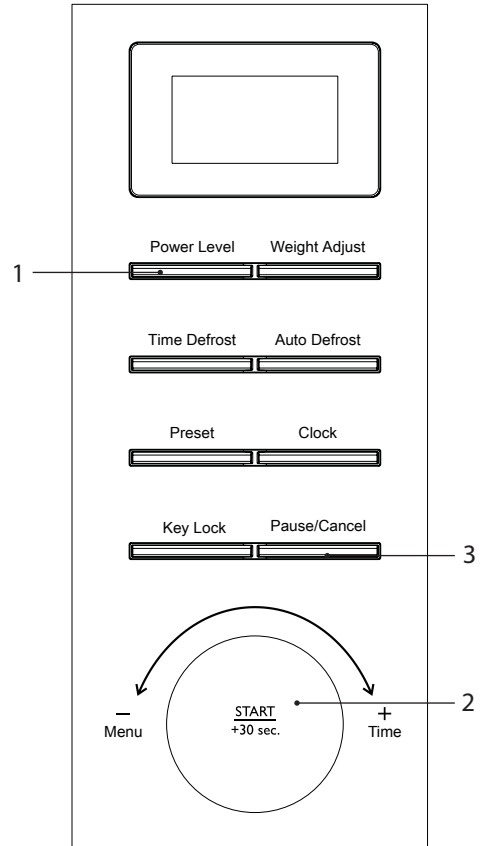 Power Level Weight Adjust
1
Time Defrost Auto Defrost
Preset Clock
Key Lock Pause/Cancel
3
START
+30 sec.
2
−
Menu
+
Time